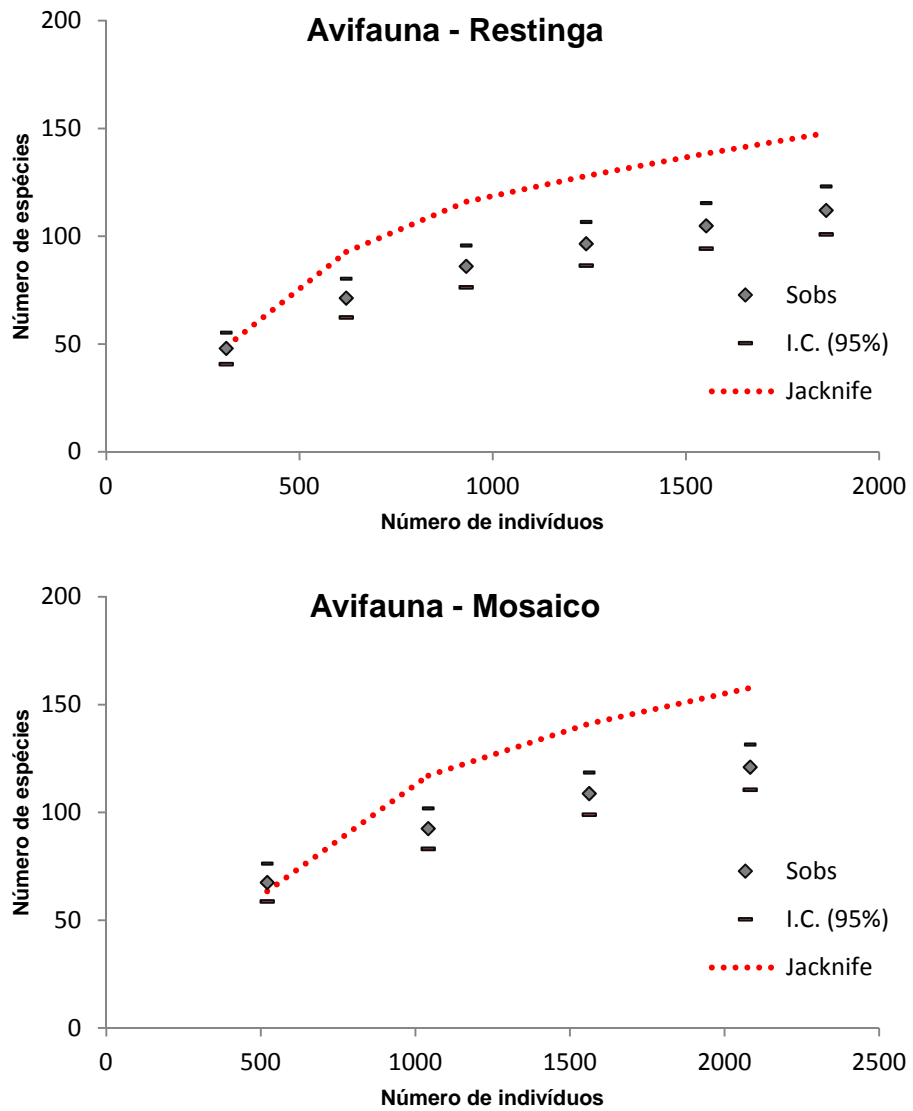 Avifauna - Restinga
Número de espécies
200
150
100
50
0
Sobs
I.C. (95%)
Jacknife
0 500 1000 1500 2000
Número de indivíduos
Avifauna - Mosaico
Número de espécies
200
150
100
50
0
Sobs
I.C. (95%)
Jacknife
0 500 1000 1500 2000 2500
Número de indivíduos